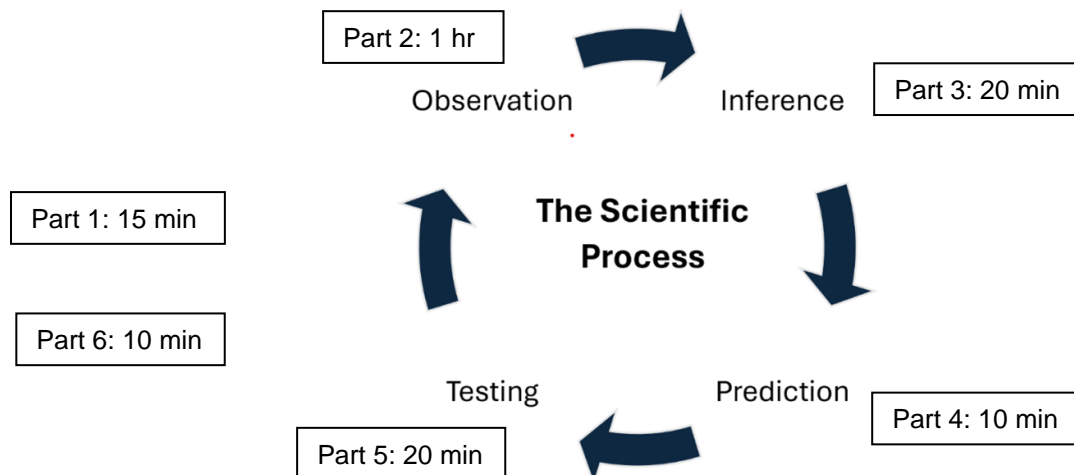 Part 2: 1 hr
Observation
Inference
Part 3: 20 min
Part 1: 15 min
The Scientific
Process
Part 6: 10 min
Testing
Prediction
Part 5: 20 min
Part 4: 10 min